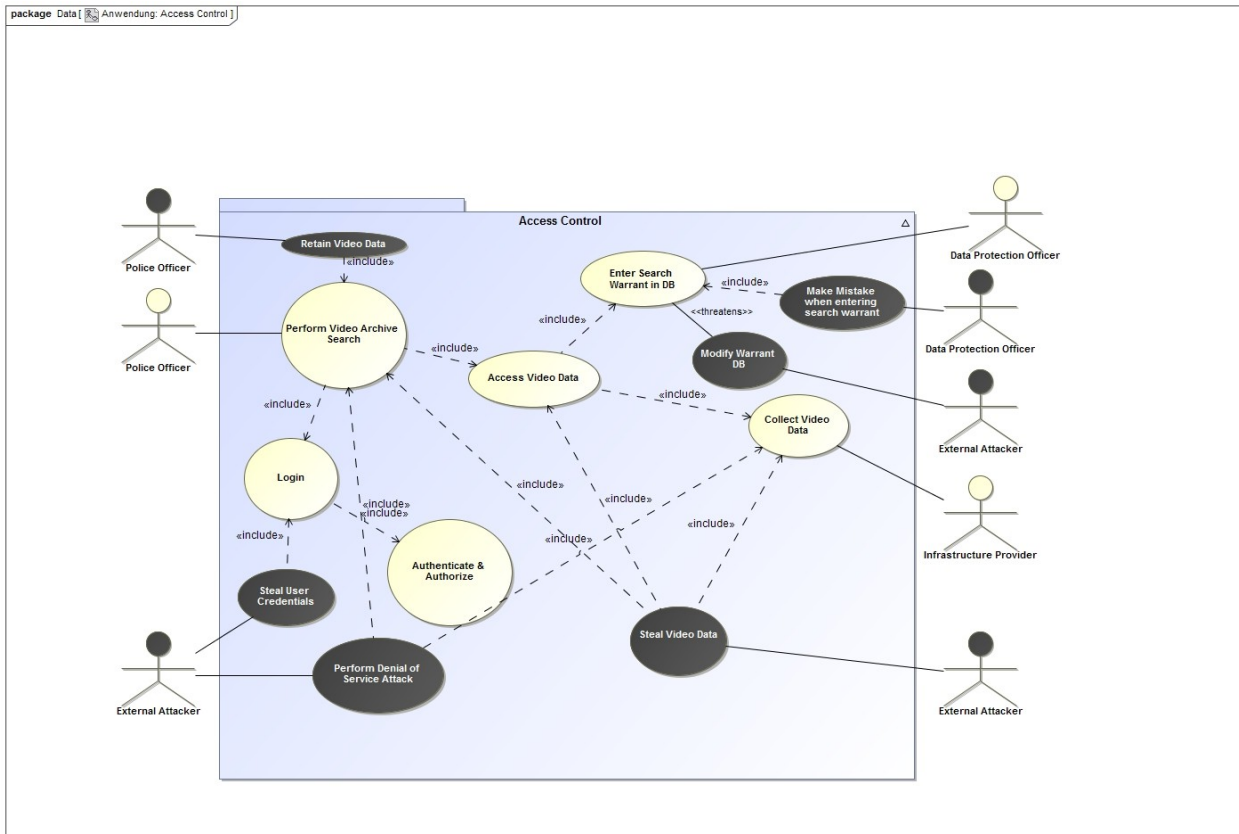 package Data [ Anwendung: Access Control ]
Access Control
Police Officer
Retain Video Data
«include»
Police Officer
Perform Video Archive
Search
«include»
Enter Search
Warrant in DB
«include»
Make Mistake
when entering
search warrant
Data Protection Officer
Data Protection Officer
<<threatens>>
Modify Warrant
DB
External Attacker
«include»
Access Video Data
«include»
Collect Video
Data
Infrastructure Provider
«include»
Login
«include»
«include»
«include»
Authenticate &
Authorize
Steal User
Credentials
External Attacker
Perform Denial of
Service Attack
«include»
«include»
«include»
«include»
Steal Video Data
External Attacker